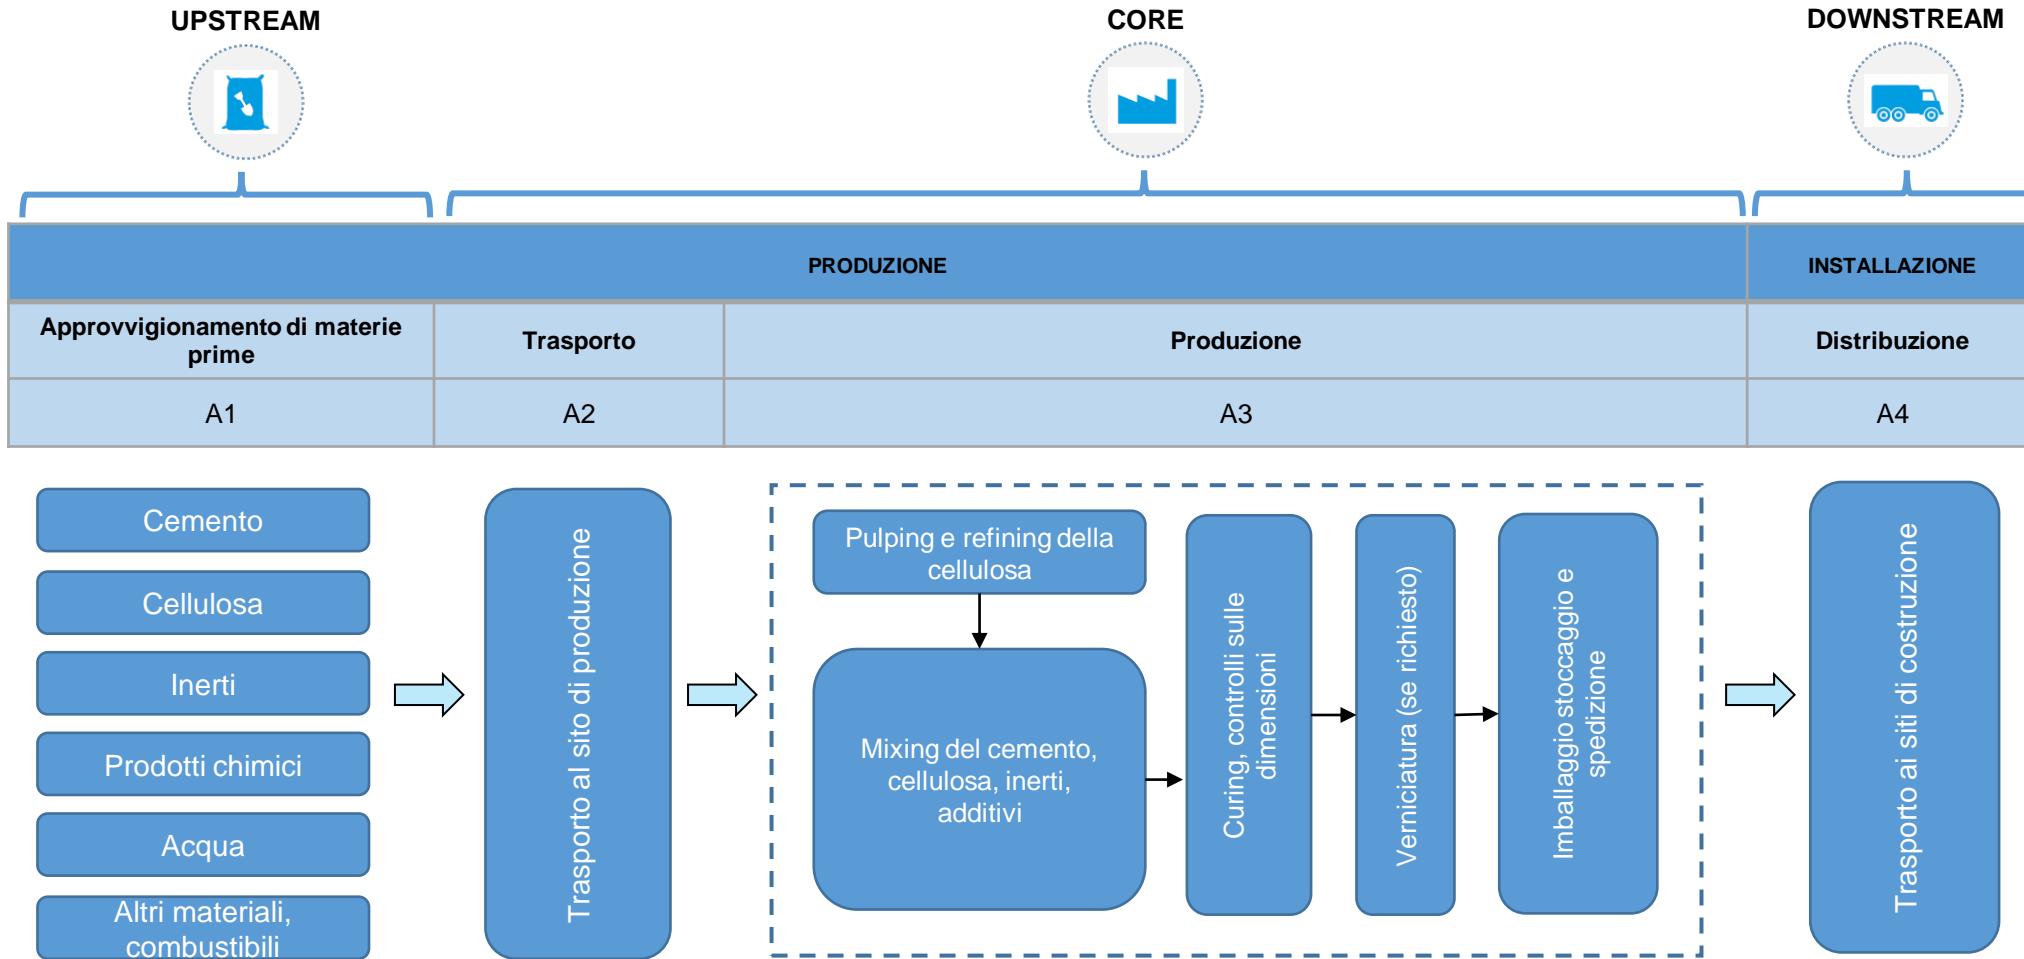 UPSTREAM
CORE
DOWNSTREAM
PRODUZIONE
INSTALLAZIONE
Approvvigionamento di materie
prime
Trasporto
Produzione
Distribuzione
A1
A2
A3
A4
Cemento
Cellulosa
Inerti
Prodotti chimici
Acqua
Altri materiali,
combustibili
Trasporto al sito di produzione
Pulping e refining della
cellulosa
Mixing del cemento,
cellulosa, inerti,
additivi
Curing, controlli sulle
dimensioni
Verniciatura (se richiesto)
Imballaggio stoccaggio e
spedizione
Trasporto ai siti di costruzione